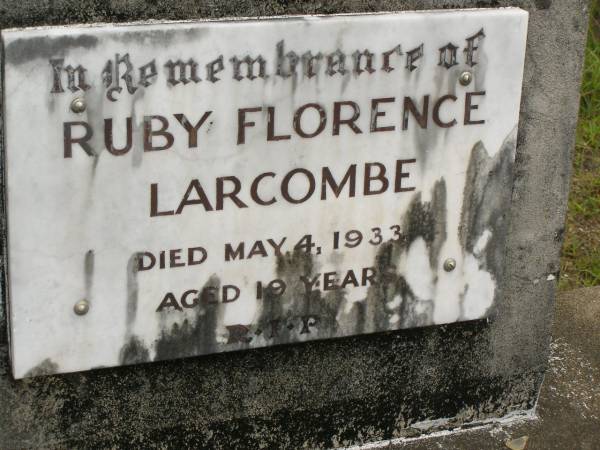 In Remembrance of
RUBY FLORENCE
LARCOMBE
DIED MAY 4, 1933
AGED 19 YEARS
R.I.P.